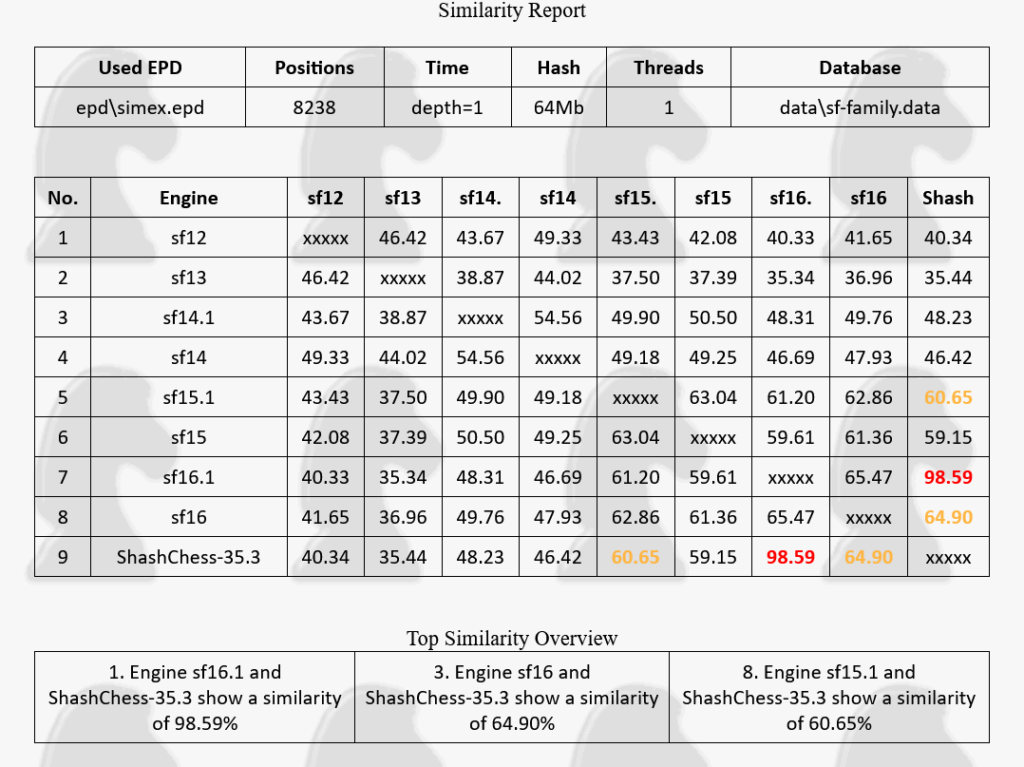 Similarity Report
Used EPD Positions Time Hash Threads Database
epd\simex.epd 8238 depth=1 64Mb 1 data\sf-family.data
No. Engine sf12 sf13 sf14. sf14 sf15. sf15 sf16. sf16 Shash
1 sf12 xxxxx 46.42 43.67 49.33 43.43 42.08 40.33 41.65 40.34
2 sf13 46.42 xxxxx 38.87 44.02 37.50 37.39 35.34 36.96 35.44
3 sf14.1 43.67 38.87 xxxxx 54.56 49.90 50.50 48.31 49.76 48.23
4 sf14 49.33 44.02 54.56 xxxxx 49.18 49.25 46.69 47.93 46.42
5 sf15.1 43.43 37.50 49.90 49.18 xxxxx 63.04 61.20 62.86 60.65
6 sf15 42.08 37.39 50.50 49.25 63.04 xxxxx 59.61 61.36 59.15
7 sf16.1 40.33 35.34 48.31 46.69 61.20 59.61 xxxxx 65.47 98.59
8 sf16 41.65 36.96 49.76 47.93 62.86 61.36 65.47 xxxxx 64.90
9 ShashChess-35.3 40.34 35.44 48.23 46.42 60.65 59.15 98.59 64.90 xxxxx
Top Similarity Overview
1. Engine sf16.1 and
ShashChess-35.3 show a similarity
of 98.59%
3. Engine sf16 and
ShashChess-35.3 show a similarity
of 64.90%
8. Engine sf15.1 and
ShashChess-35.3 show a similarity
of 60.65%